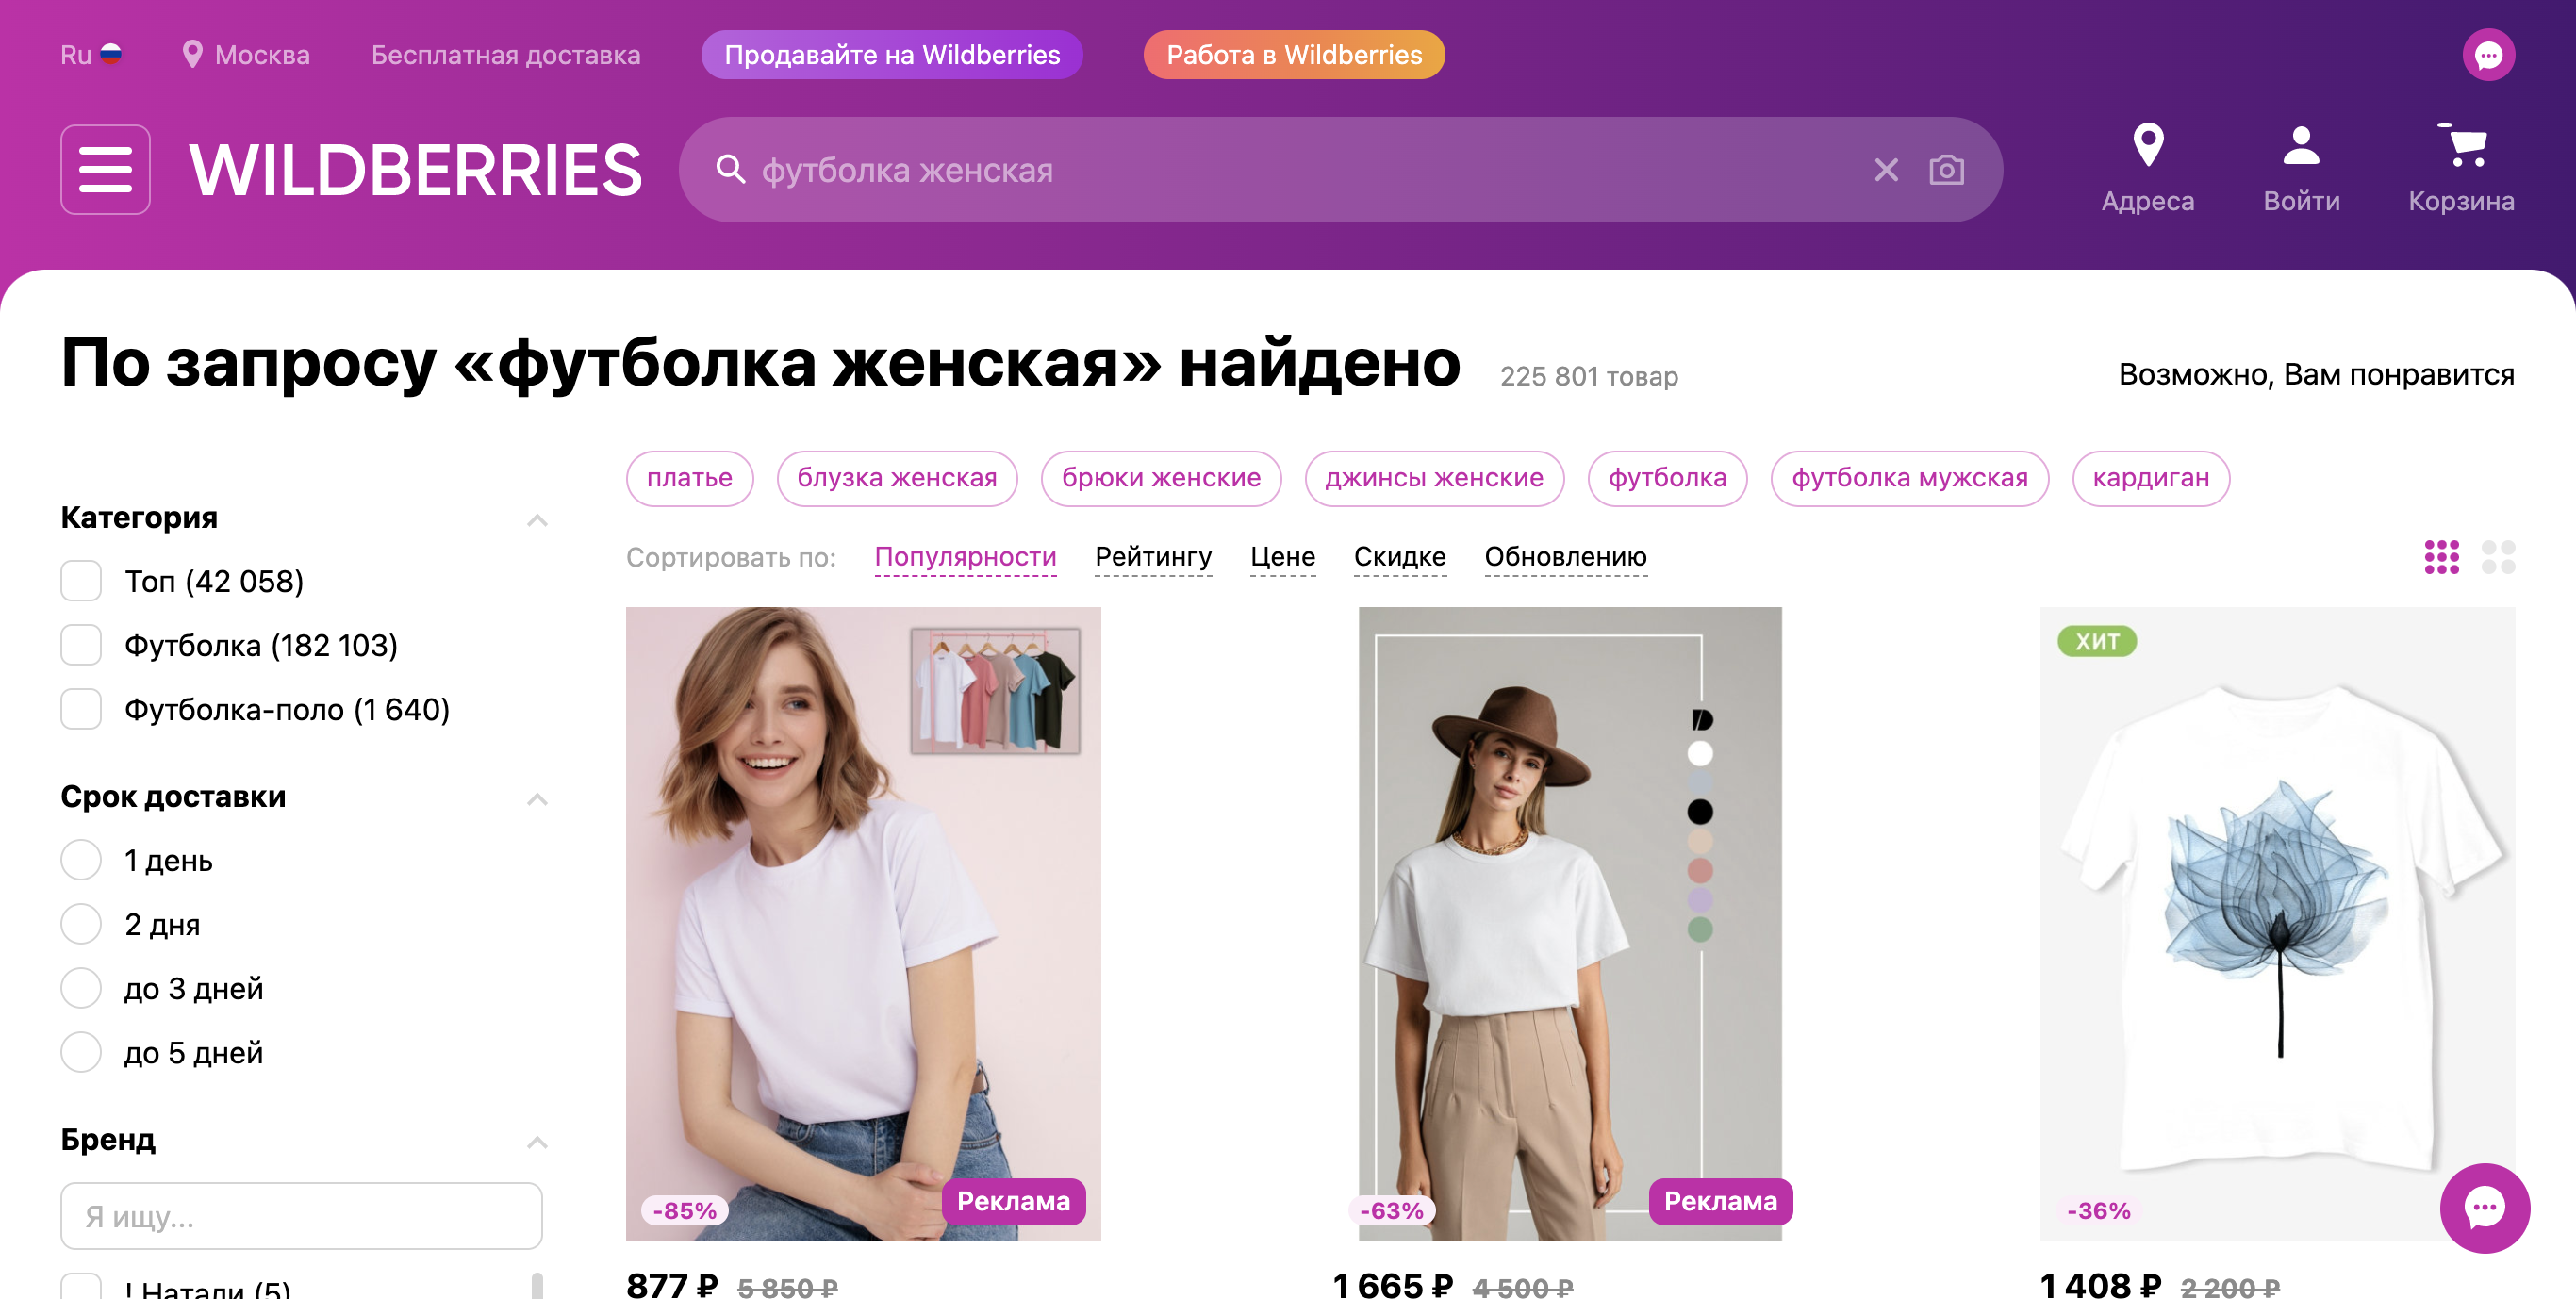 Ru
Москва
Бесплатная доставка
Продавайте на Wildberries
Работа в Wildberries
WILDBERRIES
футболка женская
Адреса
Войти
Корзина
По запросу «футболка женская» найдено
225 801 товар
Возможно, Вам понравится
платье
блузка женская
брюки женские
джинсы женские
футболка
футболка мужская
кардиган
Сортировать по:
Популярности
Рейтингу
Цене
Скидке
Обновлению
Категория
Топ (42 058)
Футболка (182 103)
Футболка-поло (1 640)
Срок доставки
1 день
2 дня
до 3 дней
до 5 дней
Бренд
Я ищу...
! Натали (5)
-85%
Реклама
877 ₽
5 850 ₽
-63%
Реклама
1 665 ₽
4 500 ₽
ХИТ
-36%
1 408 ₽
2 200 ₽